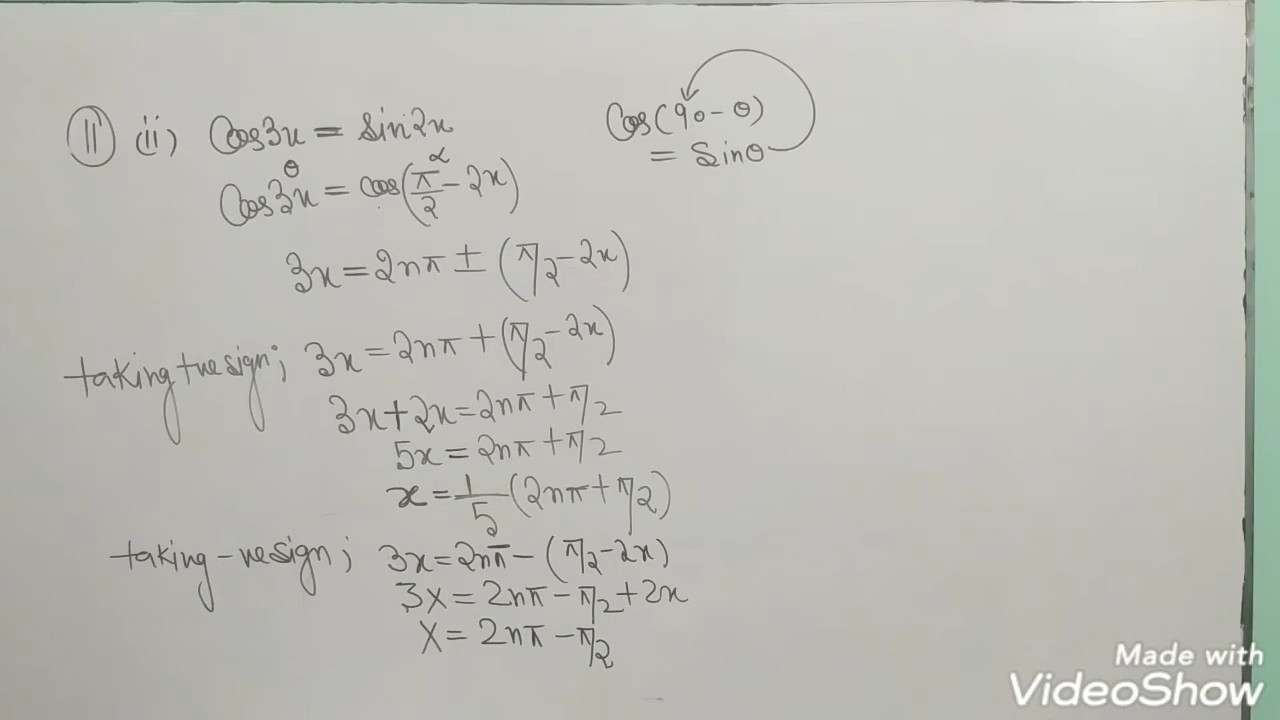 (11) (ii) Cos3x = sin2x
Cos(90-θ)
= Sinθ
θ α
Cos3x = cos(π/2 - 2x)
3x = 2nπ ± (π/2 - 2x)
taking +ve sign; 3x = 2nπ + (π/2 - 2x)
3x+2x = 2nπ + π/2
5x = 2nπ + π/2
x = 1/5 (2nπ + π/2)
taking -ve sign; 3x = 2nπ - (π/2 - 2x)
3x = 2nπ - π/2 + 2x
x = 2nπ - π/2
Made with
VideoShow